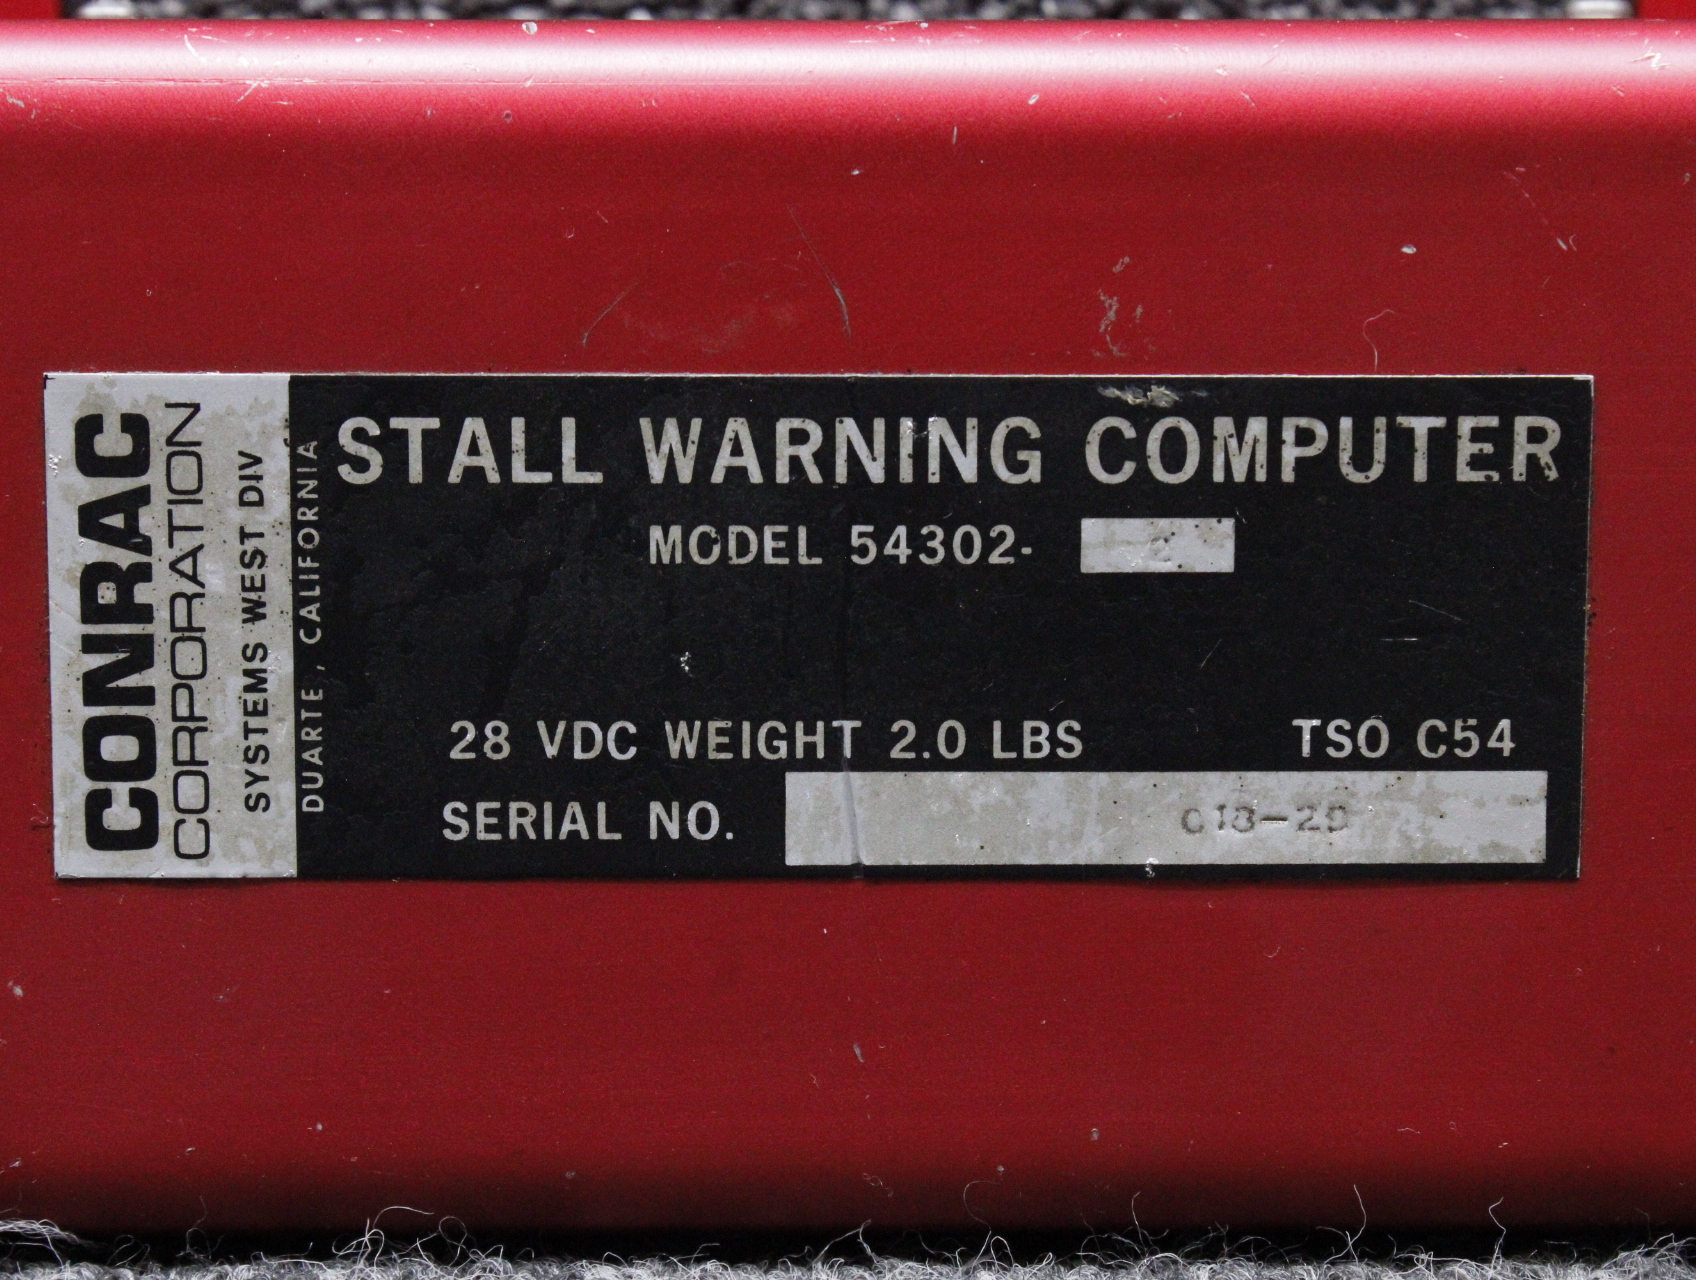 CONRAC
CORPORATION
SYSTEMS WEST DIV
DUARTE, CALIFORNIA
STALL WARNING COMPUTER
MODEL 54302-
28 VDC WEIGHT 2.0 LBS TSO C54
SERIAL NO.